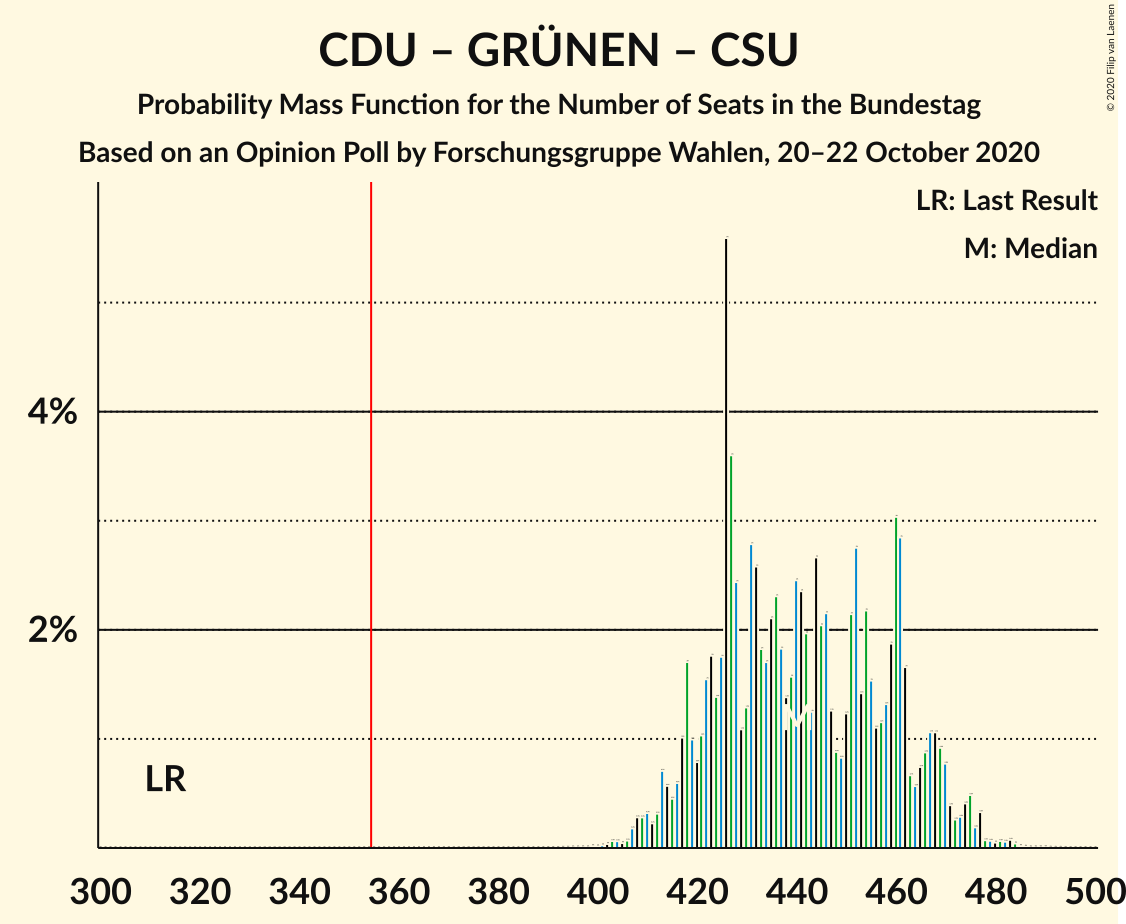 CDU – GRÜNEN – CSU
Probability Mass Function for the Number of Seats in the Bundestag
Based on an Opinion Poll by Forschungsgruppe Wahlen, 20–22 October 2020
© 2020 Filip van Laenen
LR: Last Result
M: Median
4%
2%
LR
M
300 320 340 360 380 400 420 440 460 480 500